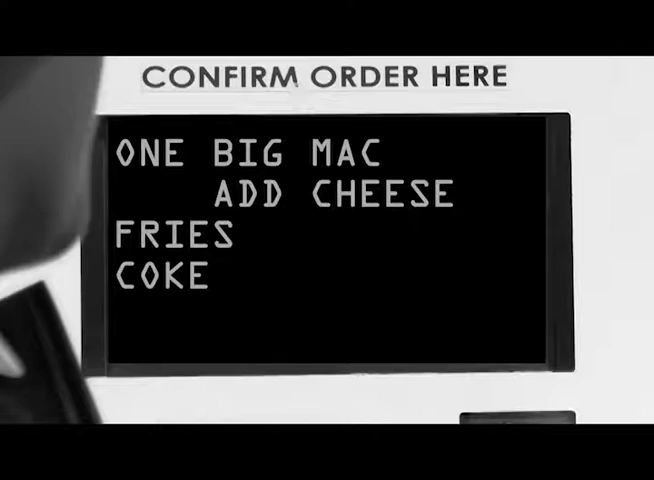 CONFIRM ORDER HERE
ONE BIG MAC
ADD CHEESE
FRIES
COKE